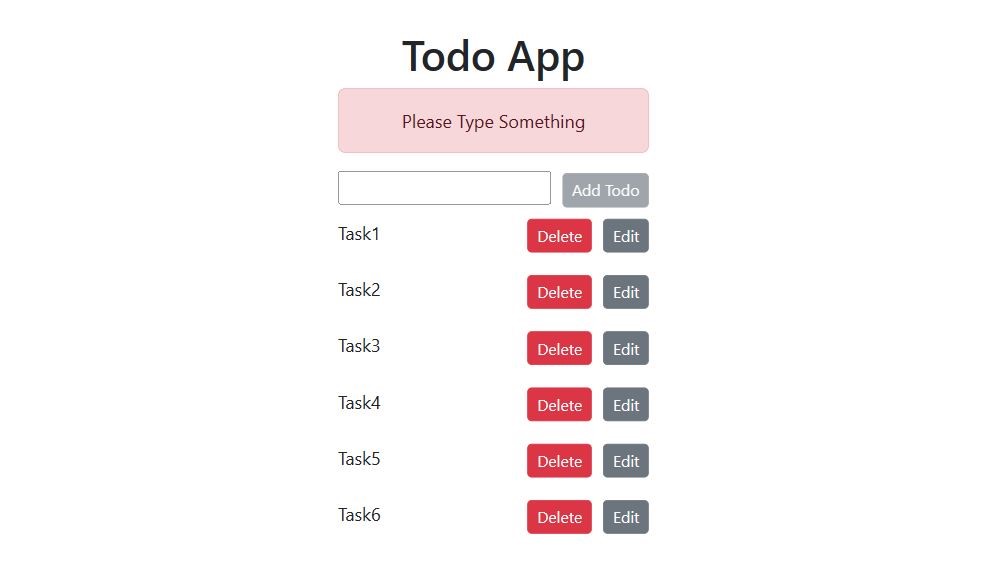 Todo App
Please Type Something
Add Todo
Task1 Delete Edit
Task2 Delete Edit
Task3 Delete Edit
Task4 Delete Edit
Task5 Delete Edit
Task6 Delete Edit